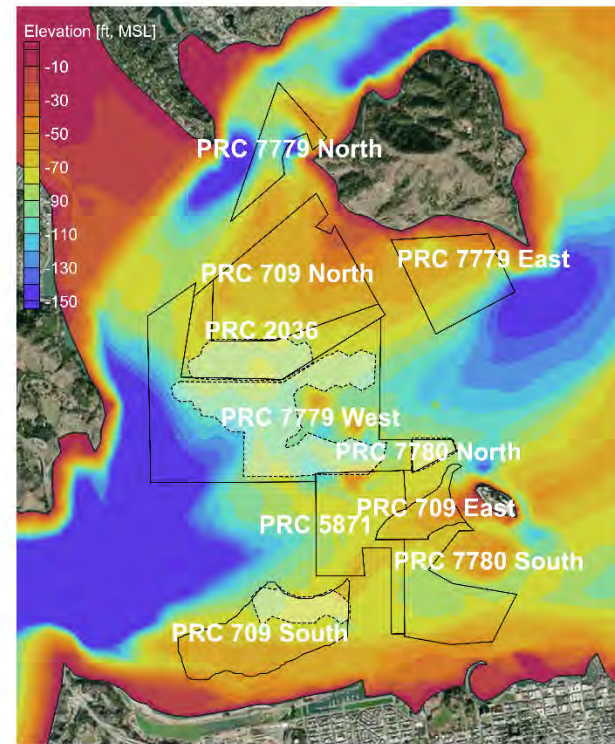 Elevation [ft, MSL]
-10
-30
-50
-70
-90
-110
-130
-150
PRC 7779 North
PRC 7779 East
PRC 709 North
PRC 2036
PRC 7779 West
PRC 7780 North
PRC 709 East
PRC 5871
PRC 7780 South
PRC 709 South